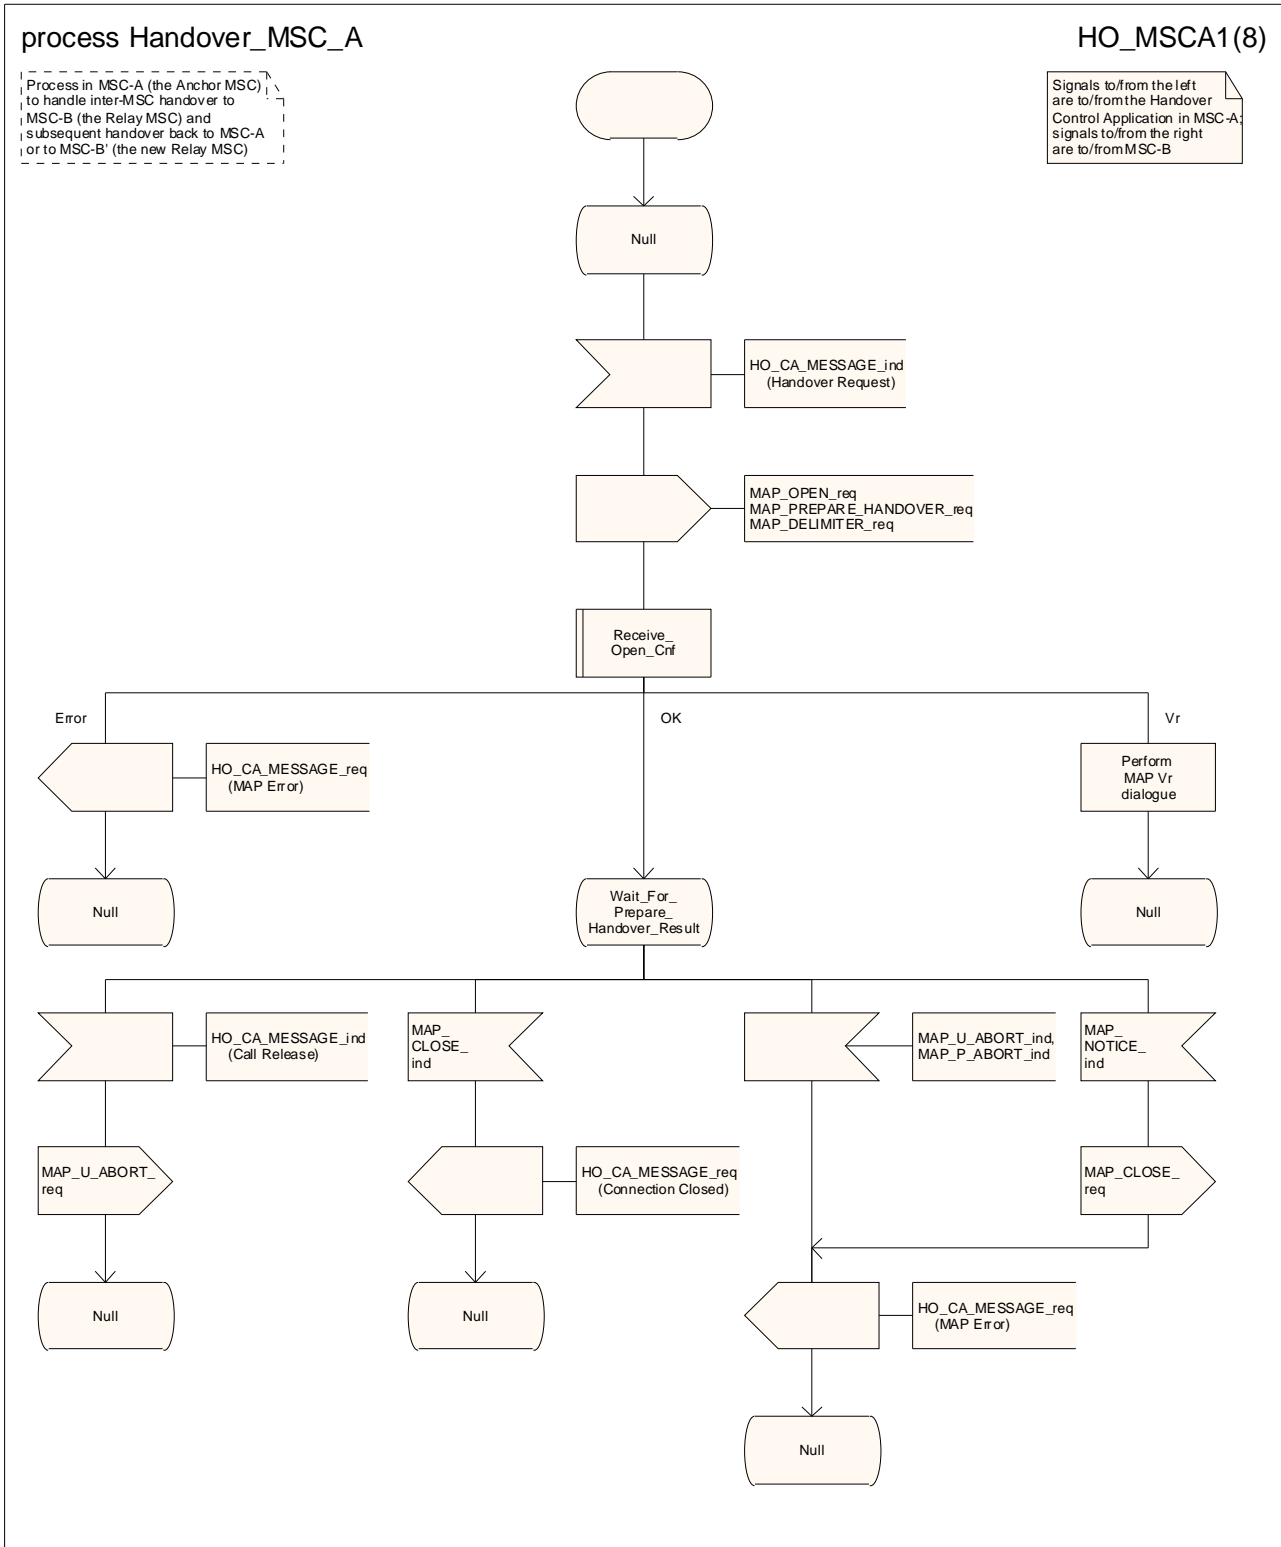 process Handover_MSC_A
HO_MSCA1(8)
Process in MSC-A (the Anchor MSC)
to handle inter-MSC handover to
MSC-B (the Relay MSC) and
subsequent handover back to MSC-A
or to MSC-B' (the new Relay MSC)
Signals to/from the left
are to/from the Handover
Control Application in MSC-A;
signals to/from the right
are to/from MSC-B
Null
HO_CA_MESSAGE_ind
(Handover Request)
MAP_OPEN_req
MAP_PREPARE_HANDOVER_req
MAP_DELIMITER_req
Receive_
Open_Cnf
Error
OK
Vr
HO_CA_MESSAGE_req
(MAP Error)
Perform
MAP Vr
dialogue
Null
Wait_For_
Prepare_
Handover_Result
Null
HO_CA_MESSAGE_ind
(Call Release)
MAP_
CLOSE_
ind
MAP_U_ABORT_ind,
MAP_P_ABORT_ind
MAP_
NOTICE_
ind
MAP_U_ABORT_
req
HO_CA_MESSAGE_req
(Connection Closed)
MAP_CLOSE_
req
Null
Null
HO_CA_MESSAGE_req
(MAP Error)
Null